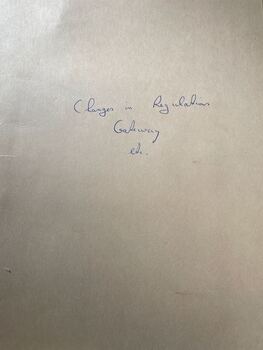 Changes in Regulations
Gateway
etc.